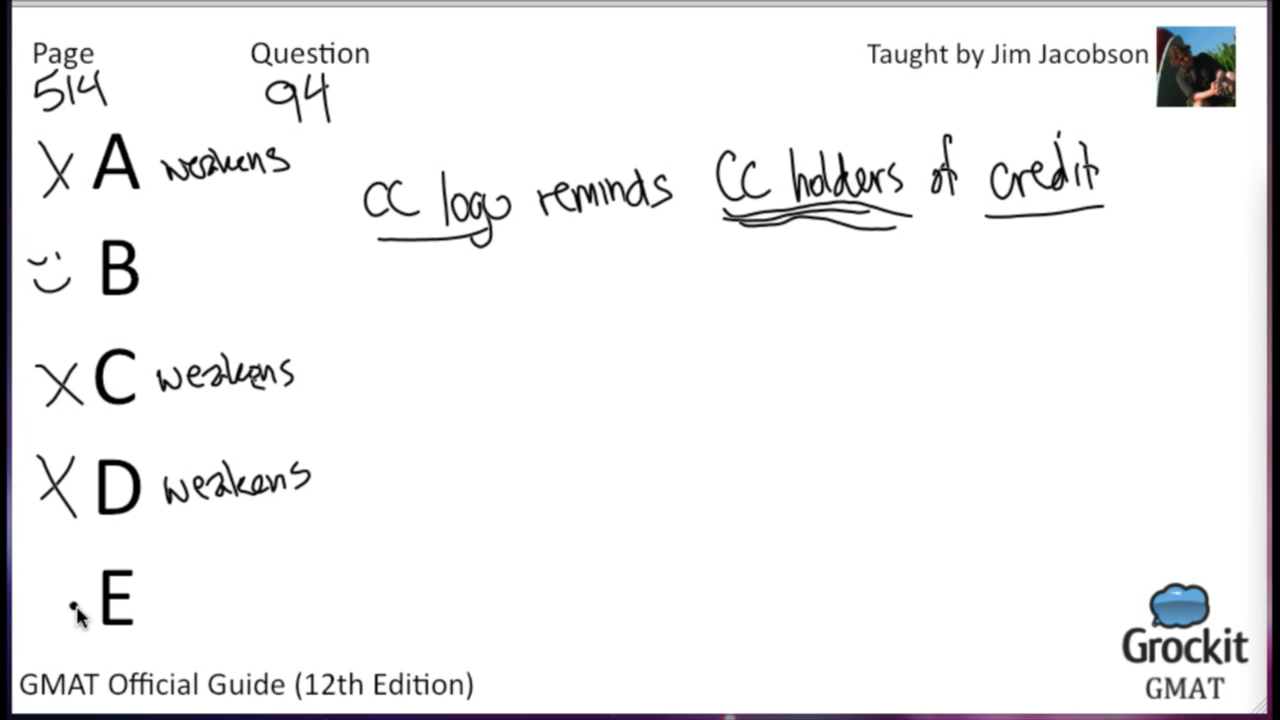 Page Question Taught by Jim Jacobson
514 94
X A weakens
CC logo reminds CC holders of credit
B
X C weakens
X D weakens
E
Grockit
GMAT
GMAT Official Guide (12th Edition)